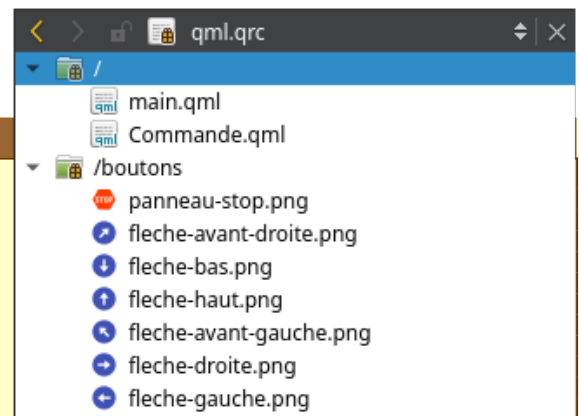 qml.qrc
/
main.qml
Commande.qml
/boutons
panneau-stop.png
fleche-avant-droite.png
fleche-bas.png
fleche-haut.png
fleche-avant-gauche.png
fleche-droite.png
fleche-gauche.png